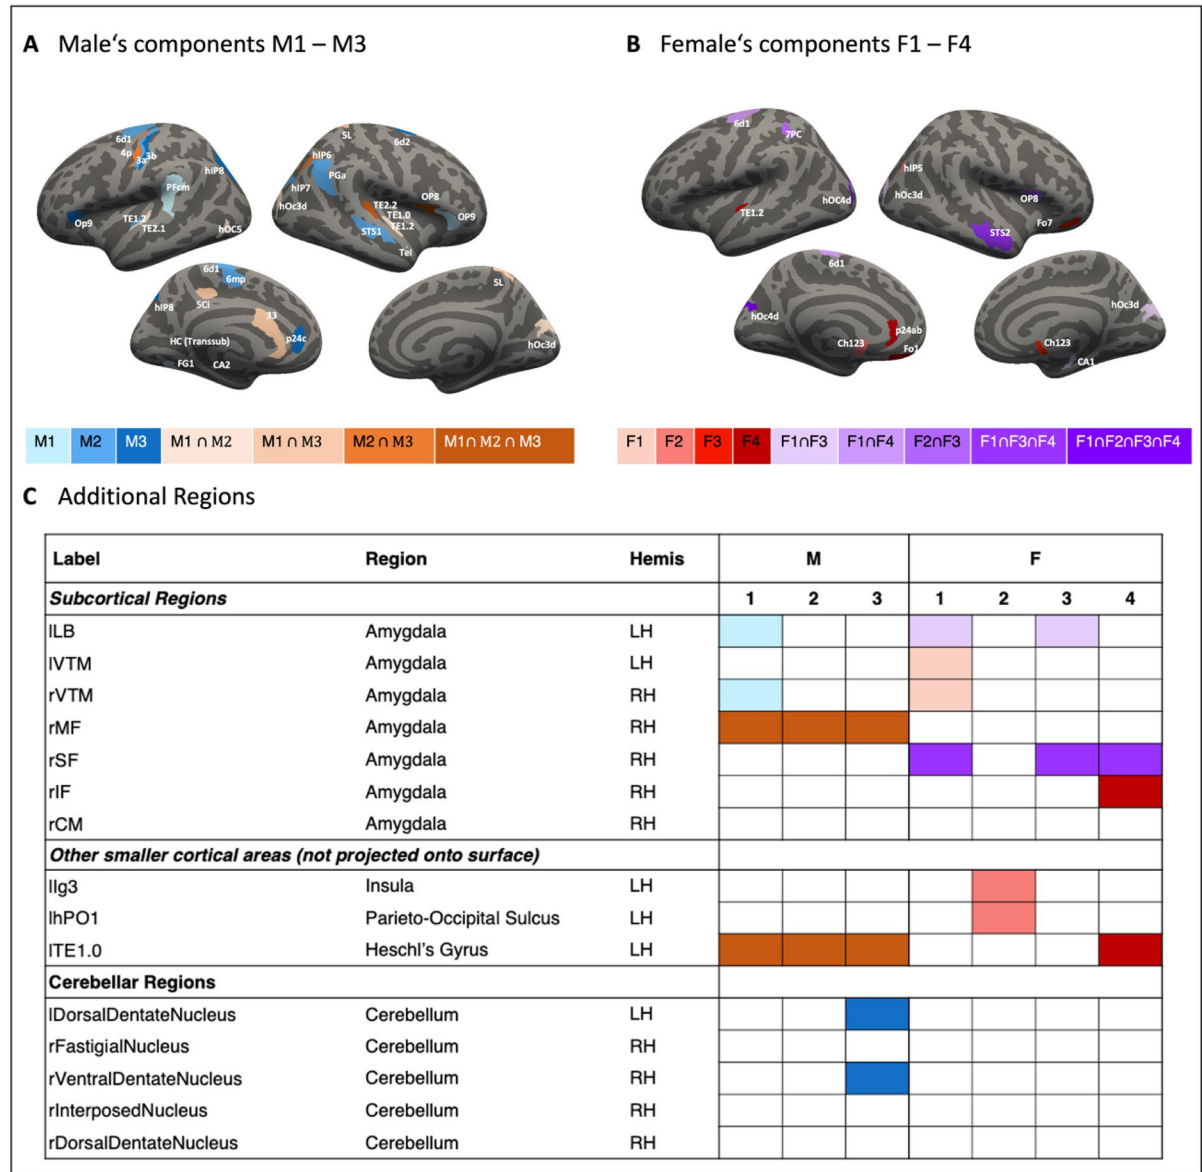 A Male‘s components M1 – M3
B Female‘s components F1 – F4
6d1
4p
3a
3b
PFcm
hIP8
Op9
TE1.2
TE2.1
hOC5
5L
6d2
hIP6
PGa
hIP7
hOc3d
TE2.2
TE1.0
TE1.2
OP8
OP9
STS1
TeI
6d1
6mp
hIP8
5Ci
33
p24c
HC (Transsub)
FG1
CA2
5L
hOc3d
6d1
7PC
TE1.2
hOC4d
hIP5
hOc3d
OP8
Fo7
STS2
6d1
hOc4d
p24ab
Ch123
Fo1
hOc3d
Ch123
CA1
M1 M2 M3 M1 ∩ M2 M1 ∩ M3 M2 ∩ M3 M1∩ M2 ∩ M3
F1 F2 F3 F4 F1∩F3 F1∩F4 F2∩F3 F1∩F3∩F4 F1∩F2∩F3∩F4
C Additional Regions
Label Region Hemis M F
Subcortical Regions 1 2 3 1 2 3 4
lLB Amygdala LH
lVTM Amygdala LH
rVTM Amygdala RH
rMF Amygdala RH
rSF Amygdala RH
rIF Amygdala RH
rCM Amygdala RH
Other smaller cortical areas (not projected onto surface)
lIg3 Insula LH
lhPO1 Parieto-Occipital Sulcus LH
lTE1.0 Heschl's Gyrus LH
Cerebellar Regions
lDorsalDentateNucleus Cerebellum LH
rFastigialNucleus Cerebellum RH
rVentralDentateNucleus Cerebellum RH
rInterposedNucleus Cerebellum RH
rDorsalDentateNucleus Cerebellum RH